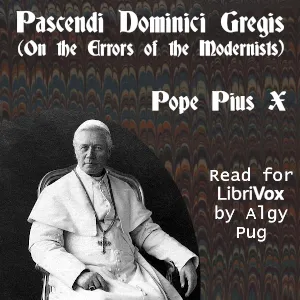 Pascendi Dominici Gregis
(On the Errors of the Modernists)
Pope Pius X
Read for
LibriVox
by Algy
Pug